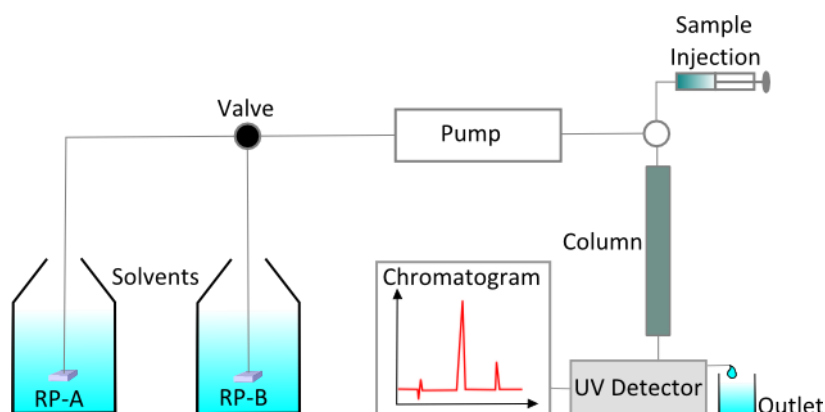 Sample
Injection
Valve
Pump
Column
Solvents
Chromatogram
RP-A
RP-B
UV Detector
Outlet